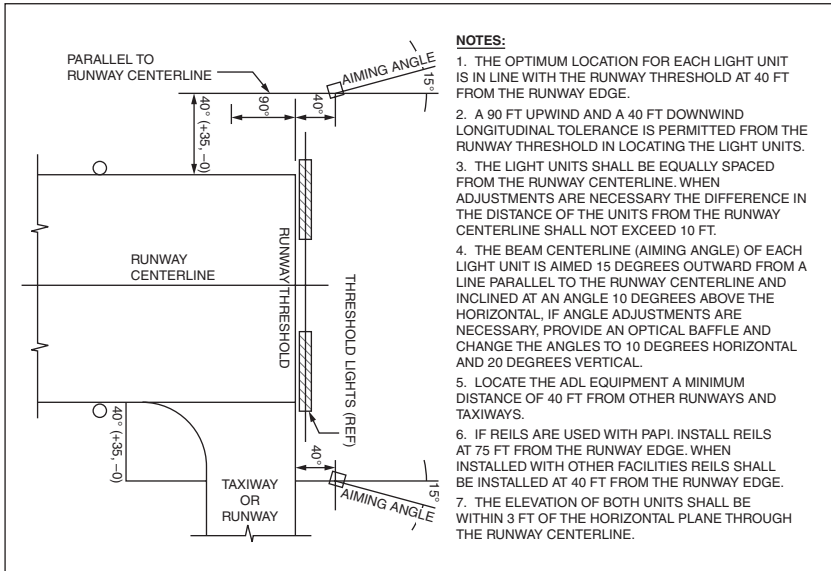 PARALLEL TO
RUNWAY CENTERLINE
AIMING ANGLE
15°
90°
40°
40° (+35, –0)
RUNWAY
CENTERLINE
RUNWAY THRESHOLD
THRESHOLD LIGHTS (REF)
40° (+35, –0)
40°
TAXIWAY
OR
RUNWAY
AIMING ANGLE
15°
NOTES:
1. THE OPTIMUM LOCATION FOR EACH LIGHT UNIT
IS IN LINE WITH THE RUNWAY THRESHOLD AT 40 FT
FROM THE RUNWAY EDGE.
2. A 90 FT UPWIND AND A 40 FT DOWNWIND
LONGITUDINAL TOLERANCE IS PERMITTED FROM THE
RUNWAY THRESHOLD IN LOCATING THE LIGHT UNITS.
3. THE LIGHT UNITS SHALL BE EQUALLY SPACED
FROM THE RUNWAY CENTERLINE. WHEN
ADJUSTMENTS ARE NECESSARY THE DIFFERENCE IN
THE DISTANCE OF THE UNITS FROM THE RUNWAY
CENTERLINE SHALL NOT EXCEED 10 FT.
4. THE BEAM CENTERLINE (AIMING ANGLE) OF EACH
LIGHT UNIT IS AIMED 15 DEGREES OUTWARD FROM A
LINE PARALLEL TO THE RUNWAY CENTERLINE AND
INCLINED AT AN ANGLE 10 DEGREES ABOVE THE
HORIZONTAL, IF ANGLE ADJUSTMENTS ARE
NECESSARY, PROVIDE AN OPTICAL BAFFLE AND
CHANGE THE ANGLES TO 10 DEGREES HORIZONTAL
AND 20 DEGREES VERTICAL.
5. LOCATE THE ADL EQUIPMENT A MINIMUM
DISTANCE OF 40 FT FROM OTHER RUNWAYS AND
TAXIWAYS.
6. IF REILS ARE USED WITH PAPI. INSTALL REILS
AT 75 FT FROM THE RUNWAY EDGE. WHEN
INSTALLED WITH OTHER FACILITIES REILS SHALL
BE INSTALLED AT 40 FT FROM THE RUNWAY EDGE.
7. THE ELEVATION OF BOTH UNITS SHALL BE
WITHIN 3 FT OF THE HORIZONTAL PLANE THROUGH
THE RUNWAY CENTERLINE.